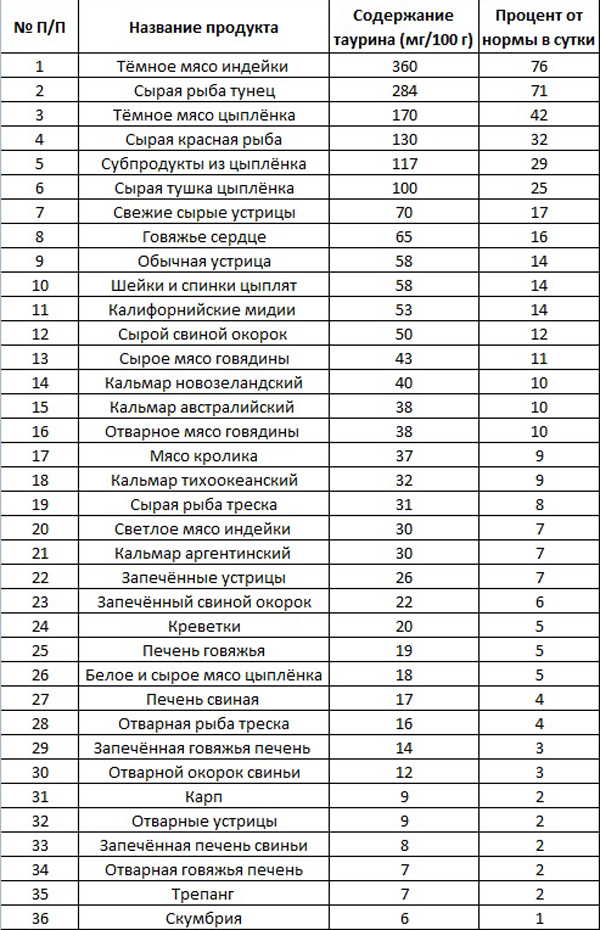 № П/П Название продукта Содержание таурина (мг/100 г) Процент от нормы в сутки
1 Тёмное мясо индейки 360 76
2 Сырая рыба тунец 284 71
3 Тёмное мясо цыплёнка 170 42
4 Сырая красная рыба 130 32
5 Субпродукты из цыплёнка 117 29
6 Сырая тушка цыплёнка 100 25
7 Свежие сырые устрицы 70 17
8 Говяжье сердце 65 16
9 Обычная устрица 58 14
10 Шейки и спинки цыплят 58 14
11 Калифорнийские мидии 53 14
12 Сырой свиной окорок 50 12
13 Сырое мясо говядины 43 11
14 Кальмар новозеландский 40 10
15 Кальмар австралийский 38 10
16 Отварное мясо говядины 38 10
17 Мясо кролика 37 9
18 Кальмар тихоокеанский 32 9
19 Сырая рыба треска 31 8
20 Светлое мясо индейки 30 7
21 Кальмар аргентинский 30 7
22 Запечённые устрицы 26 7
23 Запечённый свиной окорок 22 6
24 Креветки 20 5
25 Печень говяжья 19 5
26 Белое и сырое мясо цыплёнка 18 5
27 Печень свиная 17 4
28 Отварная рыба треска 16 4
29 Запечённая говяжья печень 14 3
30 Отварной окорок свиньи 12 3
31 Карп 9 2
32 Отварные устрицы 9 2
33 Запечённая печень свиньи 8 2
34 Отварная говяжья печень 7 2
35 Трепанг 7 2
36 Скумбрия 6 1